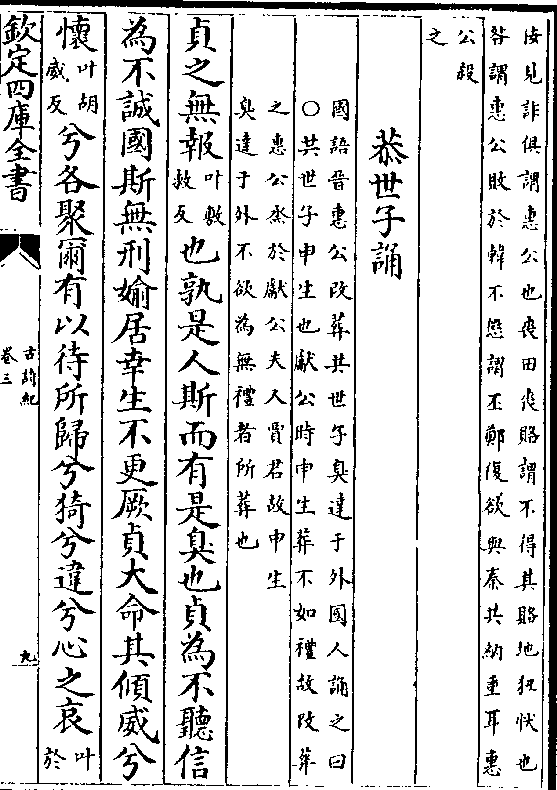 汝見詐俱謂惠公也喪田喪賂謂不得其賂地狃忕也
咎謂惠公敗於韓不懲謂丕鄭復欲與秦共納重耳惠
公殺
之
恭世子誦
國語晉惠公改葬共世子臭達于外國人誦之曰
○共世子申生也獻公時申生葬不如禮故改葬
之惠公烝於獻公夫人賈君故申生
臭達于外不欲為無禮者所葬也
貞之無報叶敷救反也孰是人斯而有是臭也貞為不聽信
為不誠國斯無刑媮居幸生不更厥貞大命其傾威兮
懷叶胡威反兮各聚爾有以待所歸兮猗兮違兮心之哀叶於
欽定四庫全書
古詩紀
卷三
九